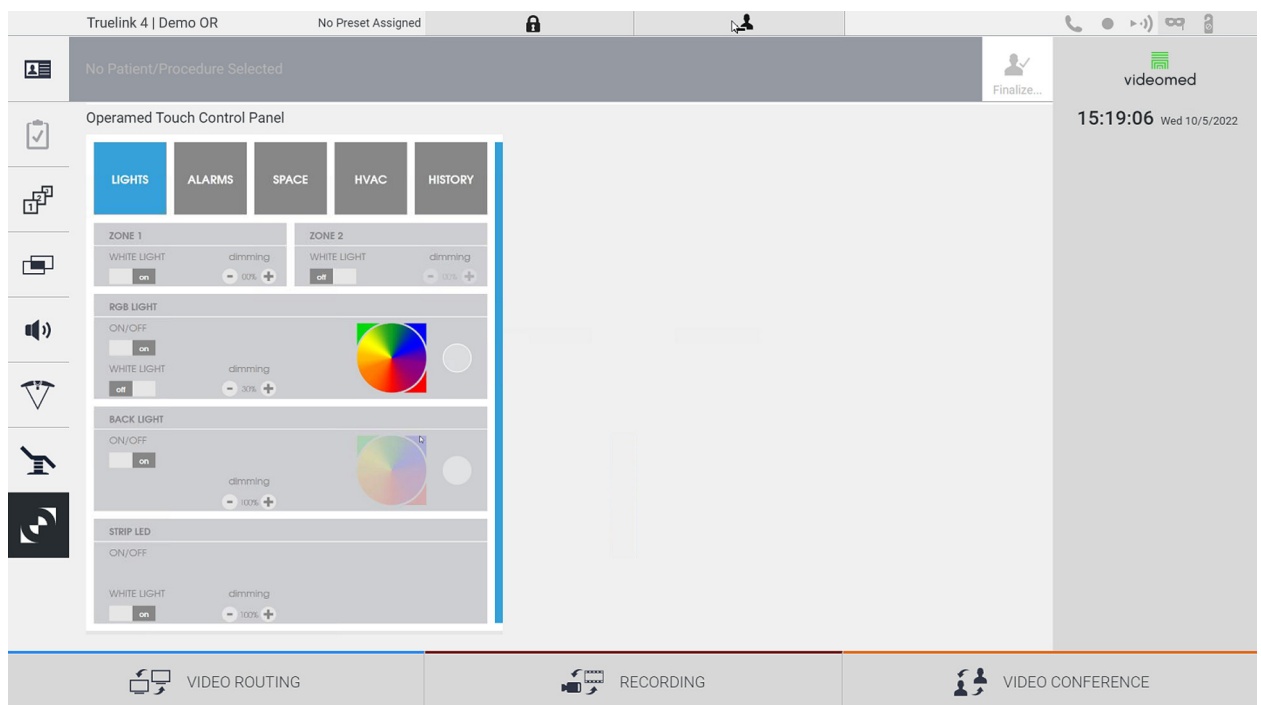 Truelink 4 | Demo OR
No Preset Assigned
No Patient/Procedure Selected
Finalize...
videomed
15:19:06 Wed 10/5/2022
Operamed Touch Control Panel
LIGHTS ALARMS SPACE HVAC HISTORY
ZONE 1
WHITE LIGHT dimming
on 00%
ZONE 2
WHITE LIGHT dimming
off
RGB LIGHT
ON/OFF
on
WHITE LIGHT dimming
off 30%
BACK LIGHT
ON/OFF
on
dimming
100%
STRIP LED
ON/OFF
WHITE LIGHT dimming
on 100%
VIDEO ROUTING
RECORDING
VIDEO CONFERENCE